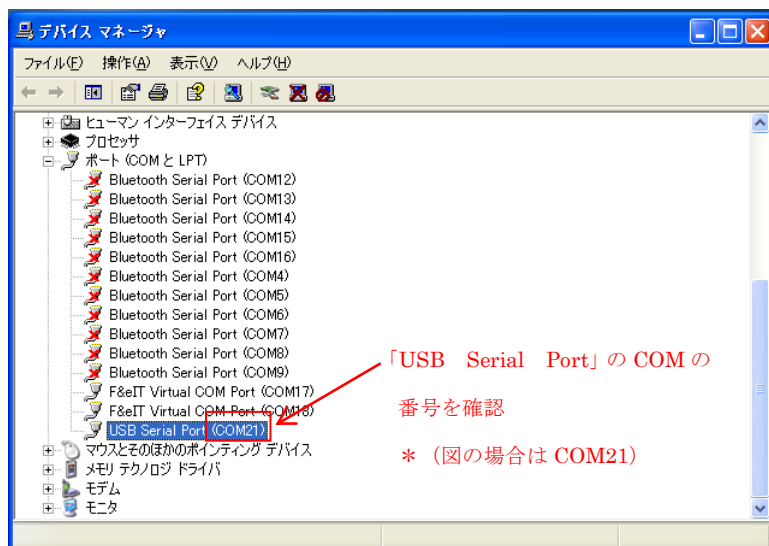 デバイス マネージャ
ファイル(F) 操作(A) 表示(V) ヘルプ(H)
ヒューマン インターフェイス デバイス
プロセッサ
ポート (COM と LPT)
Bluetooth Serial Port (COM12)
Bluetooth Serial Port (COM13)
Bluetooth Serial Port (COM14)
Bluetooth Serial Port (COM15)
Bluetooth Serial Port (COM16)
Bluetooth Serial Port (COM4)
Bluetooth Serial Port (COM5)
Bluetooth Serial Port (COM6)
Bluetooth Serial Port (COM7)
Bluetooth Serial Port (COM8)
Bluetooth Serial Port (COM9)
F&eIT Virtual COM Port (COM17)
F&eIT Virtual COM Port (COM18)
USB Serial Port (COM21)
マウスとそのほかのポインティング デバイス
メモリ テクノロジ ドライバ
モデム
モニタ
「USB Serial Port」の COM の
番号を確認
＊（図の場合は COM21）